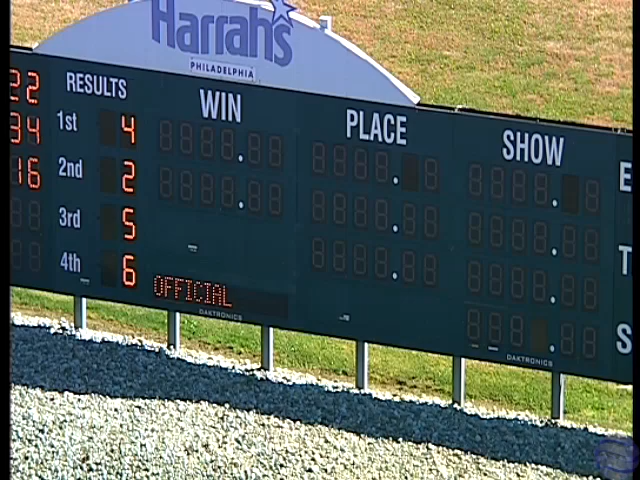 Harrah's
PHILADELPHIA
22 RESULTS WIN PLACE SHOW E
34 1st 4
16 2nd 2
3rd 5 T
4th 6
OFFICIAL S
DAKTRONICS
DAKTRONICS